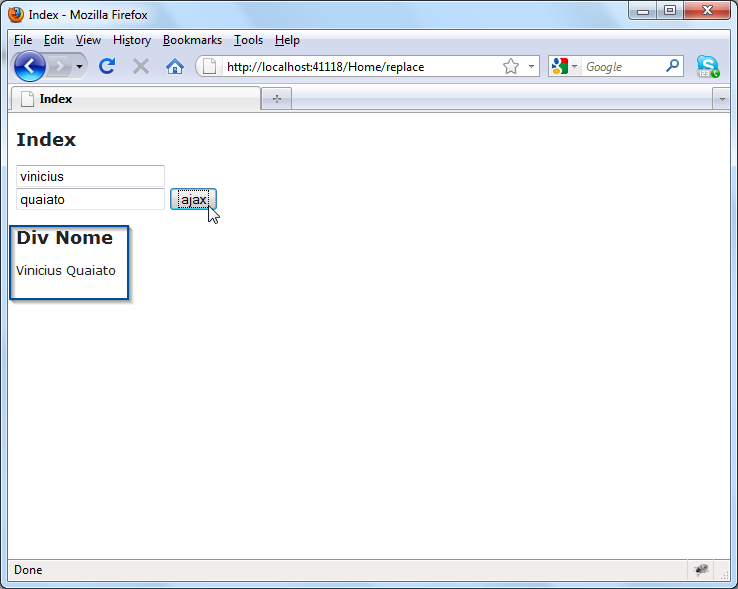 Index - Mozilla Firefox
File Edit View History Bookmarks Tools Help
http://localhost:41118/Home/replace Google
Index
Index
vinicius
quaiato ajax
Div Nome
Vinicius Quaiato
Done